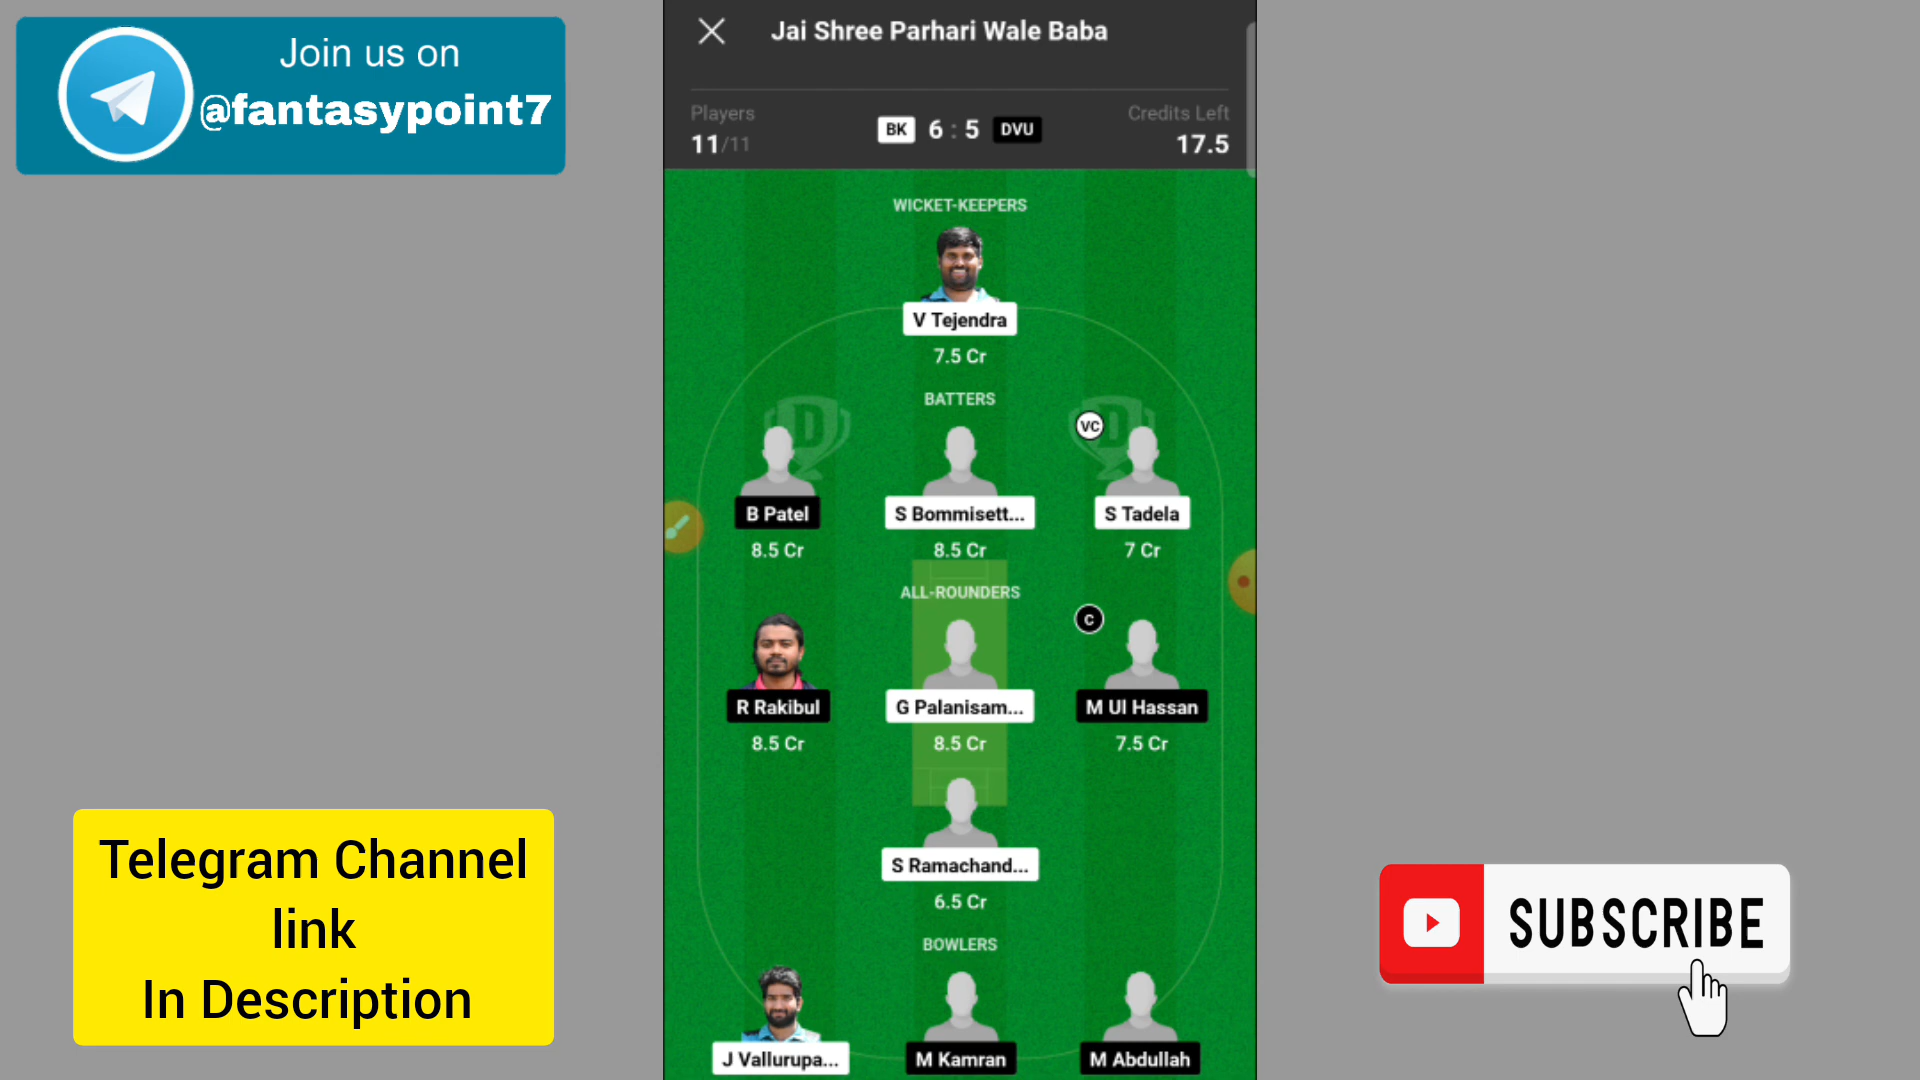 Join us on
@fantasypoint7
Jai Shree Parhari Wale Baba
Players
11/11
BK 6 : 5 DVU
Credits Left
17.5
WICKET-KEEPERS
V Tejendra
7.5 Cr
BATTERS
VC
B Patel
S Bommisett...
S Tadela
8.5 Cr
8.5 Cr
7 Cr
ALL-ROUNDERS
C
R Rakibul
G Palanisam...
M Ul Hassan
8.5 Cr
8.5 Cr
7.5 Cr
S Ramachand...
6.5 Cr
BOWLERS
J Vallurupa...
M Kamran
M Abdullah
Telegram Channel
link
In Description
SUBSCRIBE